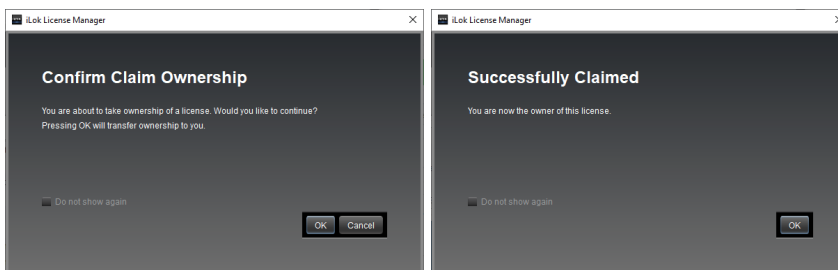 iLok License Manager
Confirm Claim Ownership
You are about to take ownership of a license. Would you like to continue?
Pressing OK will transfer ownership to you.
Do not show again
OK
Cancel
iLok License Manager
Successfully Claimed
You are now the owner of this license.
Do not show again
OK